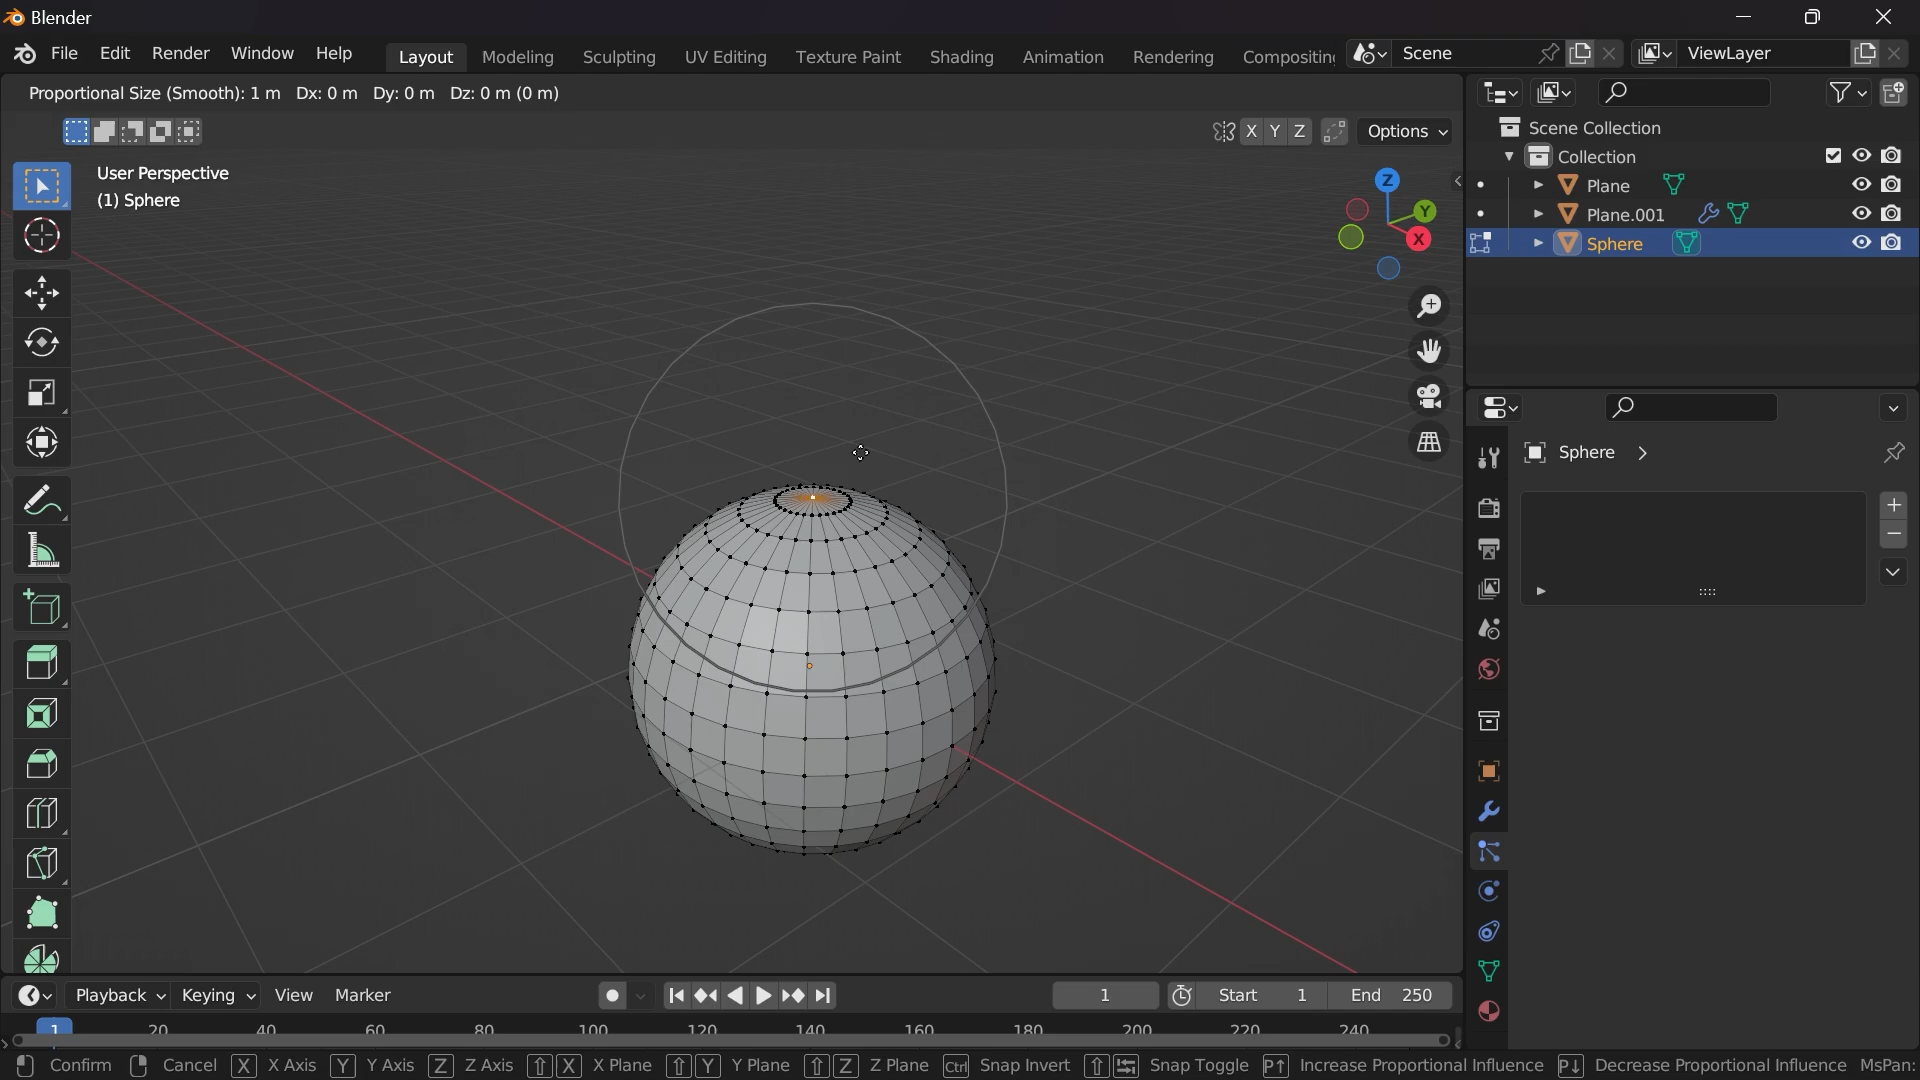 Blender
File Edit Render Window Help Layout Modeling Sculpting UV Editing Texture Paint Shading Animation Rendering Compositin Scene ViewLayer
Proportional Size (Smooth): 1 m Dx: 0 m Dy: 0 m Dz: 0 m (0 m)
X Y Z Options
User Perspective
(1) Sphere
Z
Y
X
Scene Collection
Collection
Plane
Plane.001
Sphere
Sphere
Playback Keying View Marker 1 Start 1 End 250
1 20 40 60 80 100 120 140 160 180 200 220 240
Confirm Cancel X X Axis Y Y Axis Z Z Axis X X Plane Y Y Plane Z Z Plane Ctrl Snap Invert Snap Toggle P↑ Increase Proportional Influence P↓ Decrease Proportional Influence MsPan: